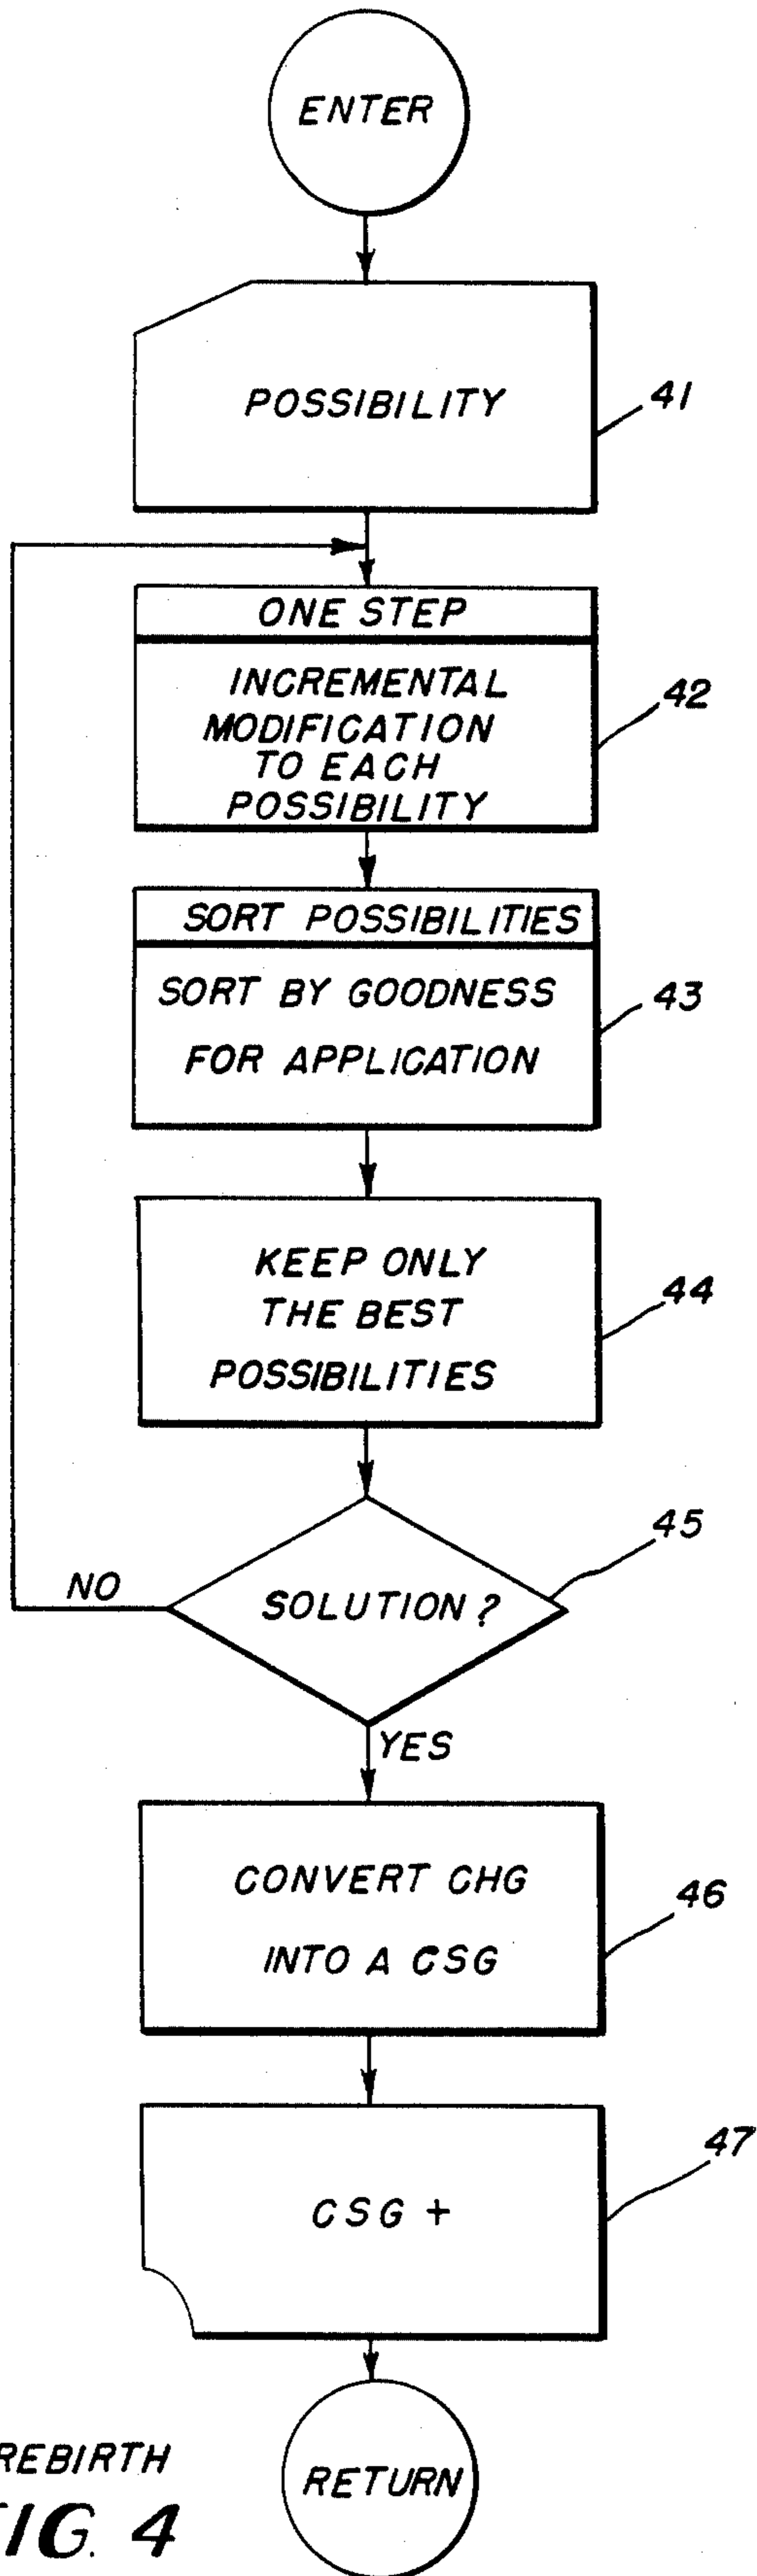 ENTER
POSSIBILITY
41
ONE STEP
INCREMENTAL
MODIFICATION
TO EACH
POSSIBILITY
42
SORT POSSIBILITIES
SORT BY GOODNESS
FOR APPLICATION
43
KEEP ONLY
THE BEST
POSSIBILITIES
44
SOLUTION?
45
NO
YES
CONVERT CHG
INTO A CSG
46
CSG +
47
REBIRTH
FIG. 4
RETURN